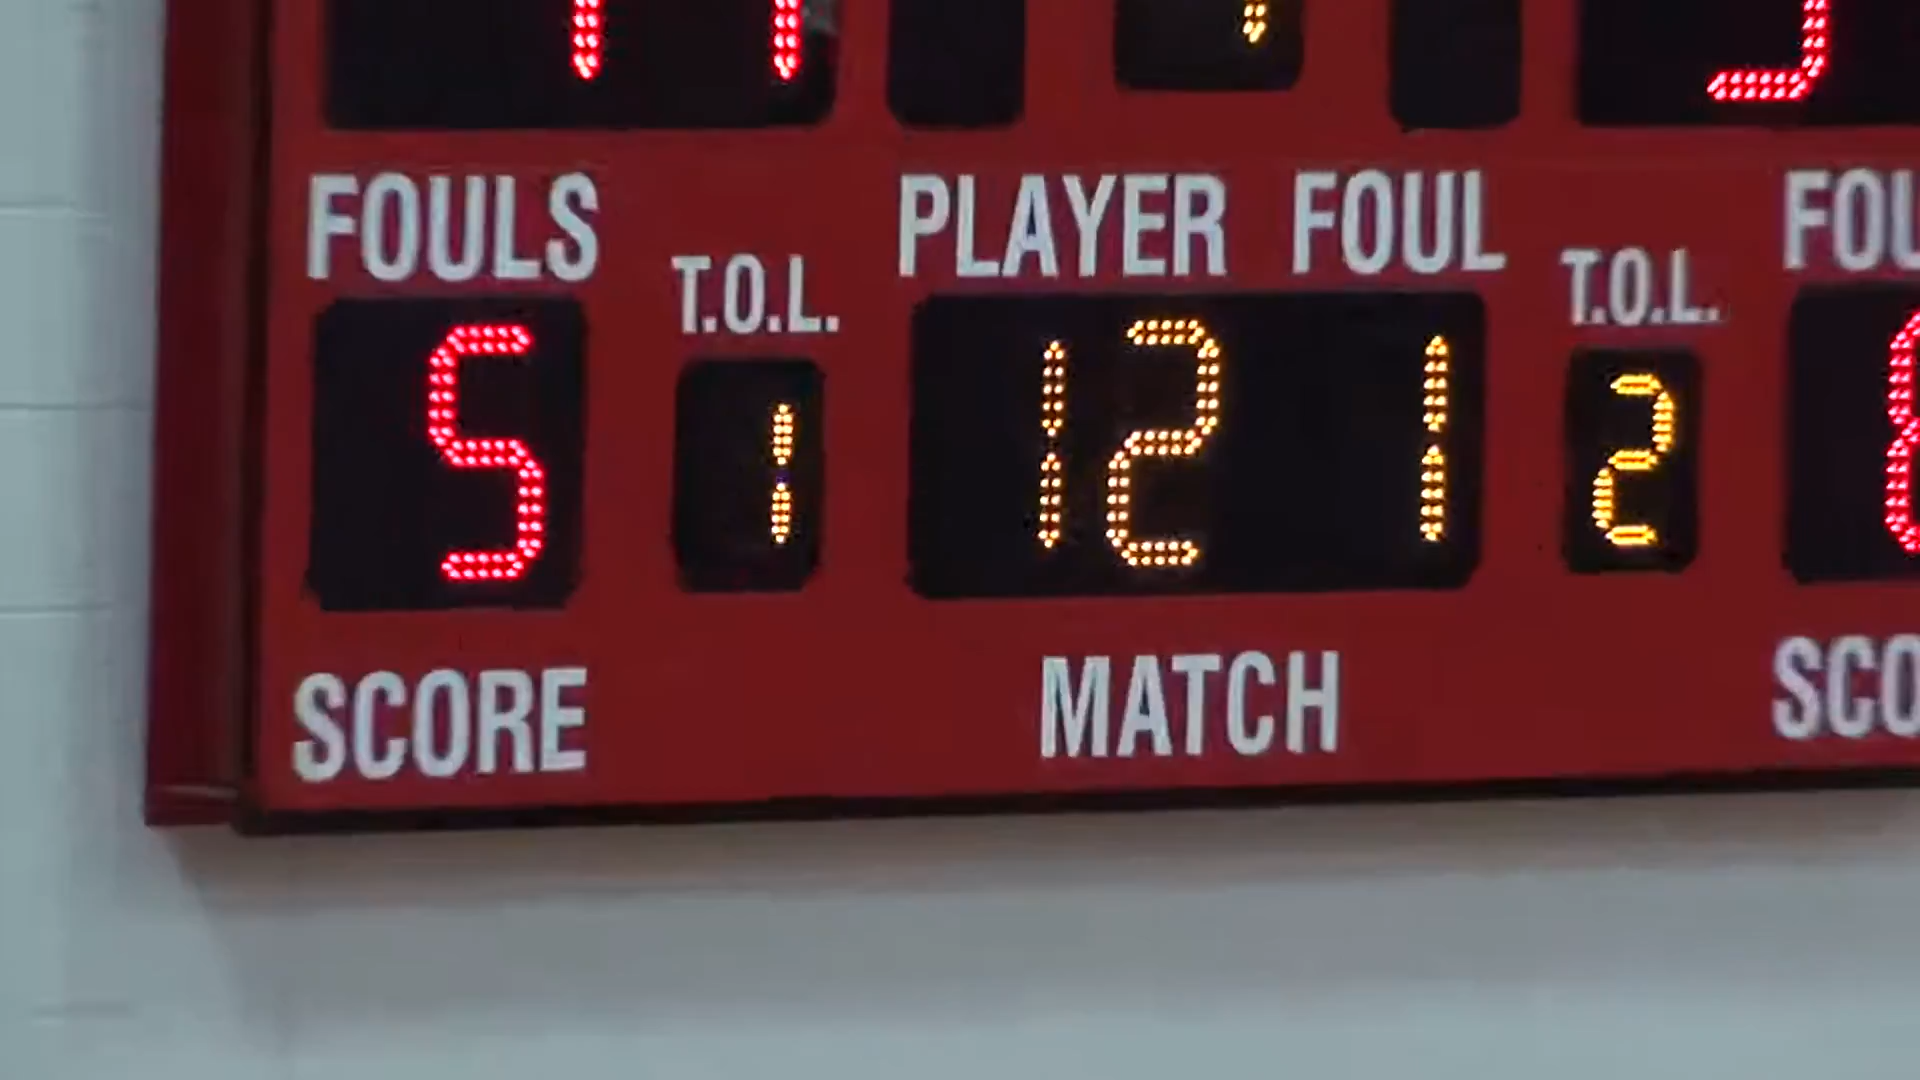 FOULS
T.O.L.
PLAYER FOUL
T.O.L.
5
1
12 1
2
SCORE
MATCH